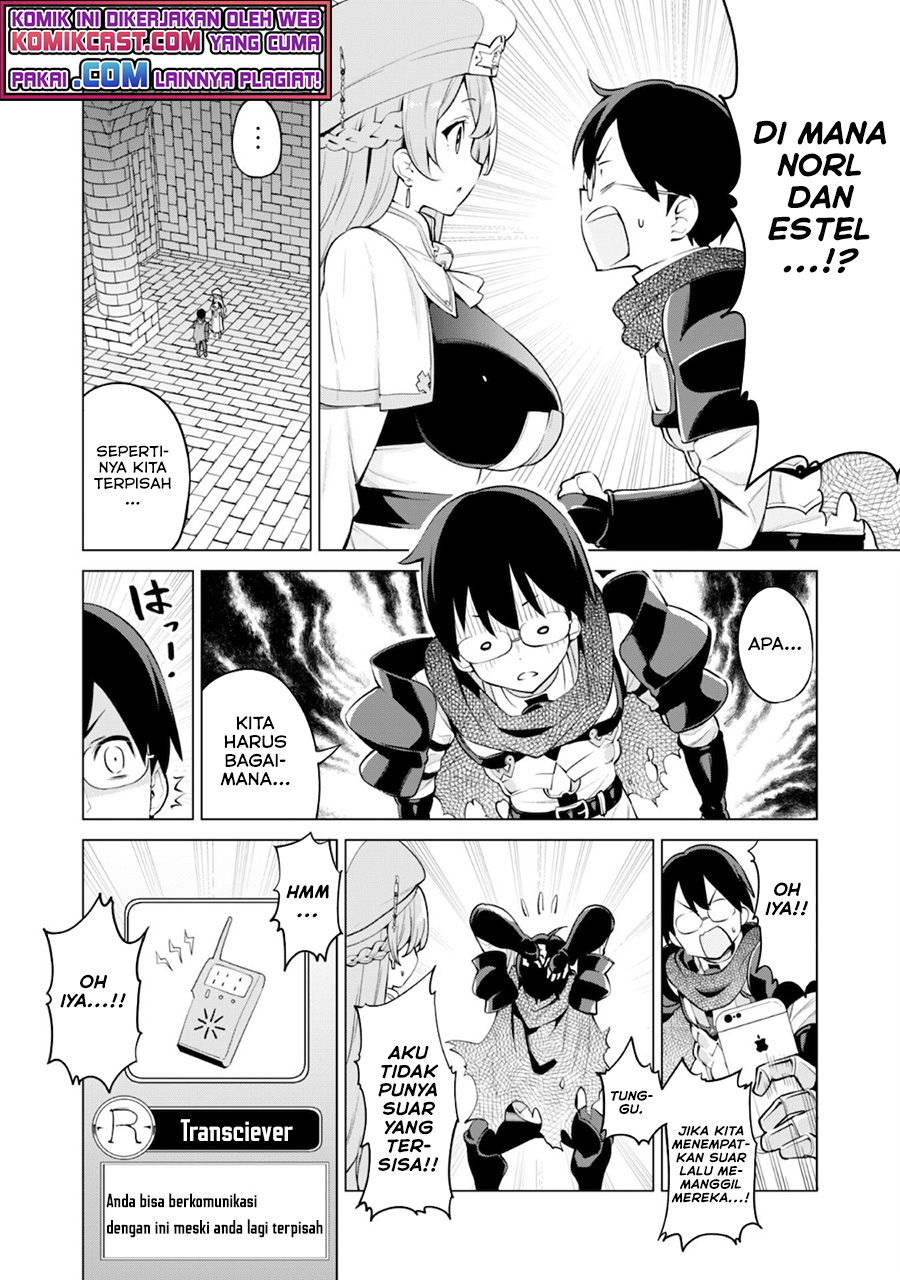 KOMIK INI DIKERJAKAN OLEH WEB
KOMIKCAST.COM YANG CUMA
PAKAI .COM LAINNYA PLAGIAT!
DI MANA
NORL
DAN
ESTEL
...!?
...
SEPERTI-
NYA KITA
TERPISAH
...
APA...
KITA
HARUS
BAGAI-
MANA...
はっ…!
OH
IYA!!
JIKA KITA
MENEMPAT-
KAN SUAR
LALU ME-
MANGGIL
MEREKA...!
TUNG-
GU.
AKU
TIDAK
PUNYA
SUAR
YANG
TER-
SISA!!
HMM
...
OH
IYA...!!
R
Transciever
Anda bisa berkomunikasi
dengan ini meski anda lagi terpisah